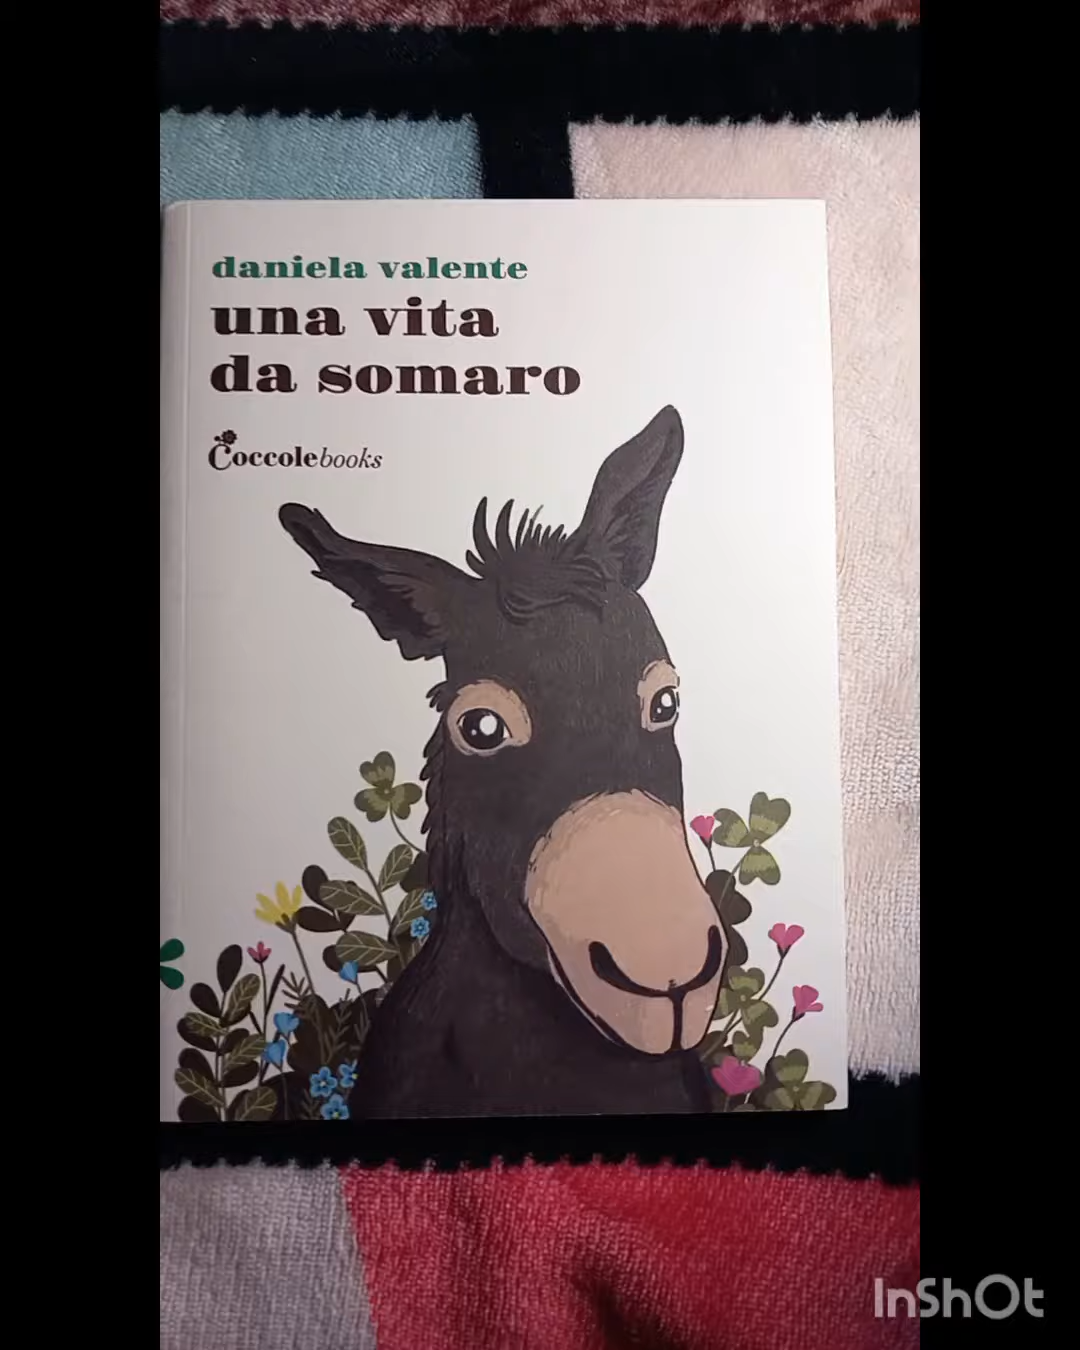 daniela valente
una vita
da somaro
Coccolebooks
InShOt